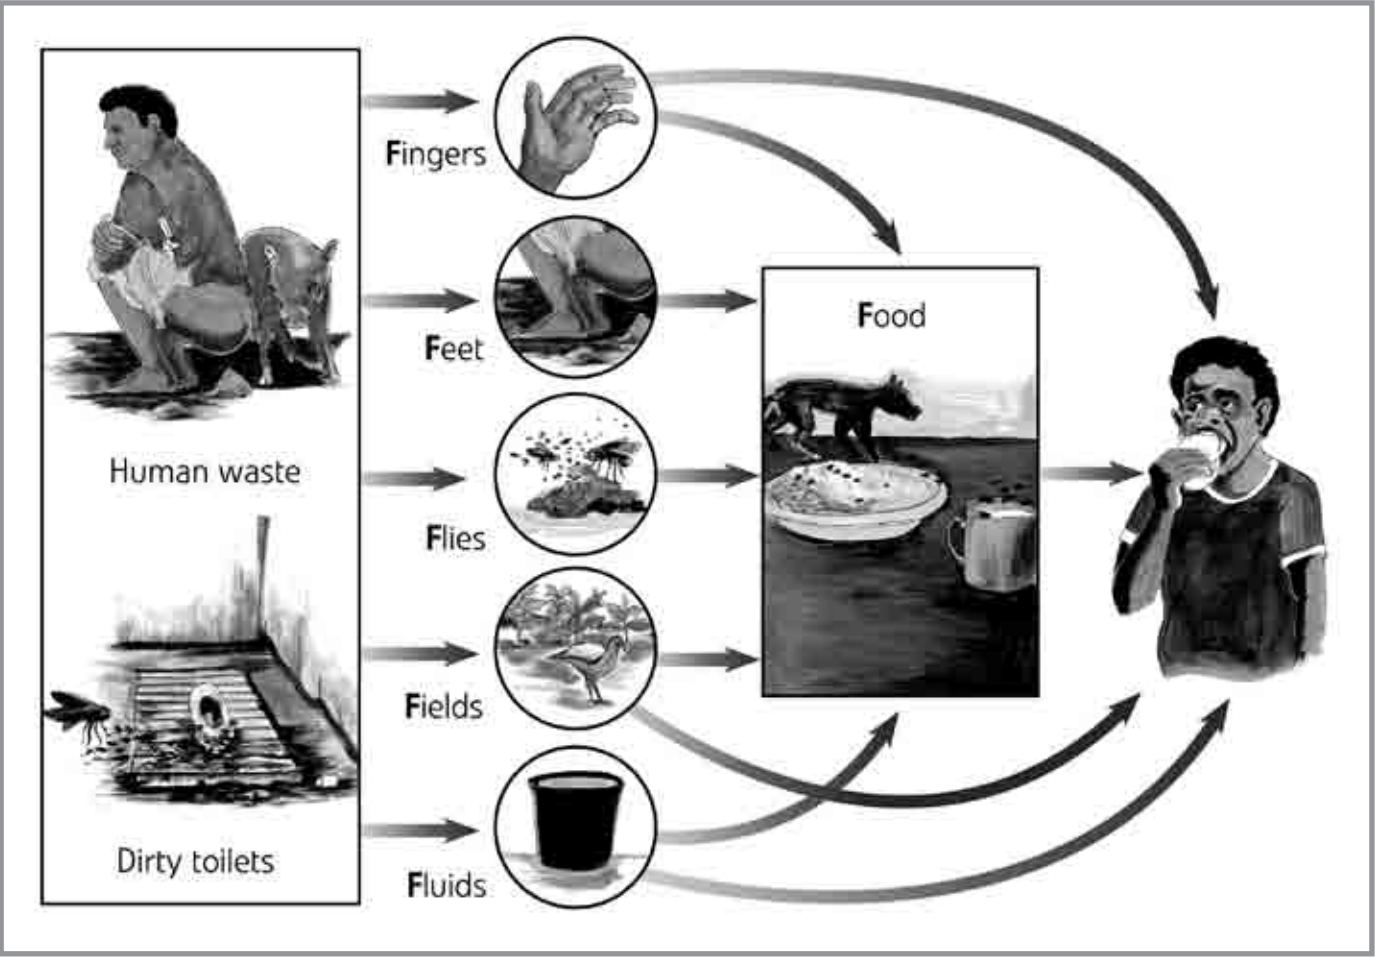 Fingers
Feet
Food
Human waste
Flies
Fields
Dirty toilets
Fluids